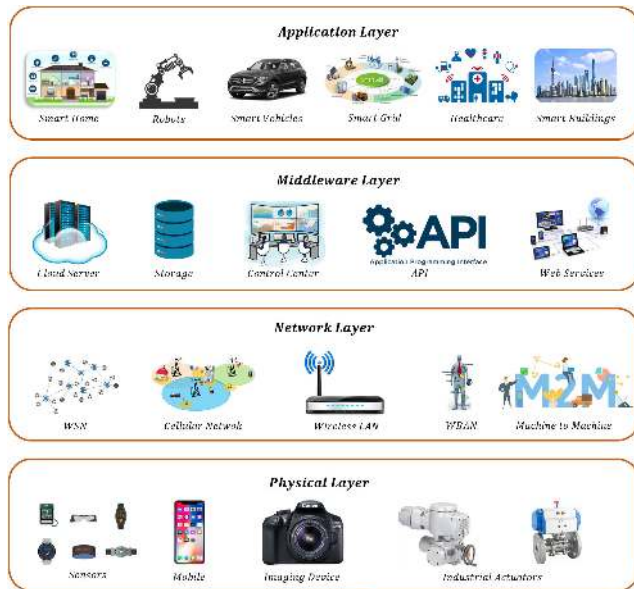 Application Layer
Smart Home
Robots
Smart Vehicles
Smart Grid
Healthcare
Smart Buildings
Middleware Layer
API
Application Programming Interface
Cloud Server
Storage
Control Center
API
Web Services
Network Layer
M2M
WSN
Cellular Netwok
Wireless LAN
WBAN
Machine to Machine
Physical Layer
Canon
Sensors
Mobile
Imaging Device
Industrial Actuators